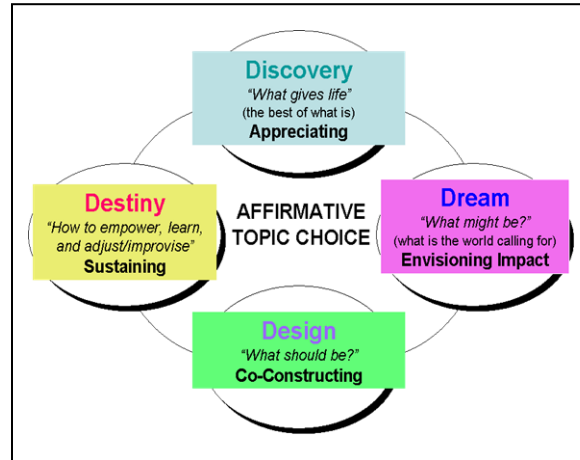 Discovery
“What gives life”
(the best of what is)
Appreciating
Destiny
“How to empower, learn,
and adjust/improvise”
Sustaining
AFFIRMATIVE
TOPIC CHOICE
Dream
“What might be?”
(what is the world calling for)
Envisioning Impact
Design
“What should be?”
Co-Constructing